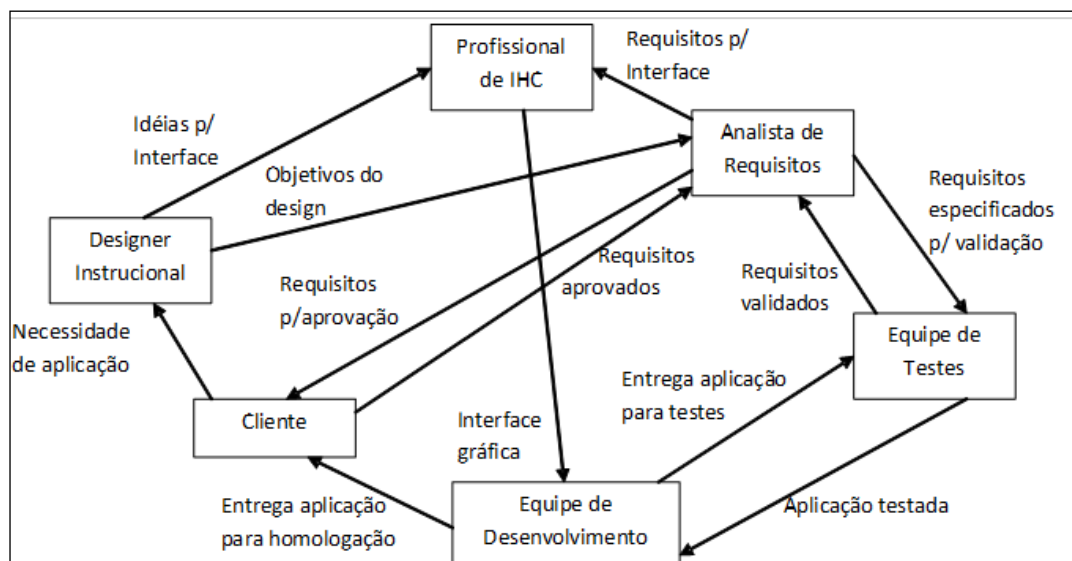 Profissional
de IHC
Requisitos p/
Interface
Idéias p/
Interface
Analista de
Requisitos
Objetivos do
design
Requisitos
especificados
p/ validação
Designer
Instrucional
Requisitos
p/aprovação
Requisitos
aprovados
Requisitos
validados
Necessidade
de aplicação
Equipe de
Testes
Entrega aplicação
para testes
Cliente
Interface
gráfica
Entrega aplicação
para homologação
Equipe de
Desenvolvimento
Aplicação testada